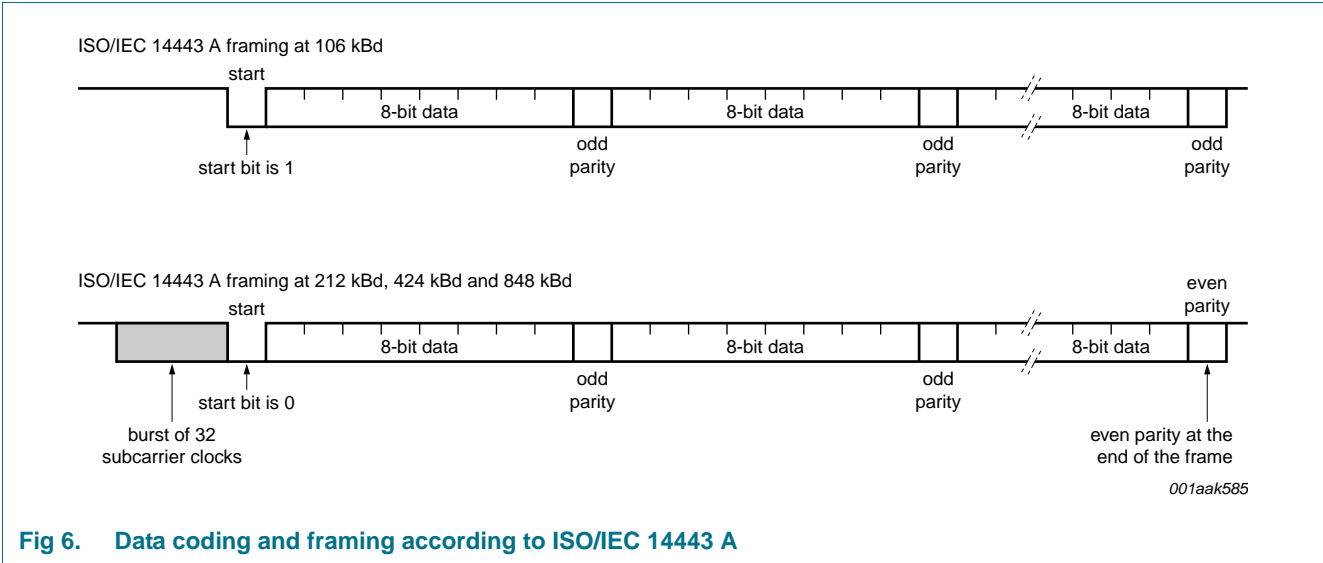 ISO/IEC 14443 A framing at 106 kBd
start
8-bit data
8-bit data
8-bit data
start bit is 1
odd
parity
odd
parity
odd
parity
ISO/IEC 14443 A framing at 212 kBd, 424 kBd and 848 kBd
even
parity
start
8-bit data
8-bit data
8-bit data
start bit is 0
odd
parity
odd
parity
burst of 32
subcarrier clocks
even parity at the
end of the frame
001aak585
Fig 6. Data coding and framing according to ISO/IEC 14443 A